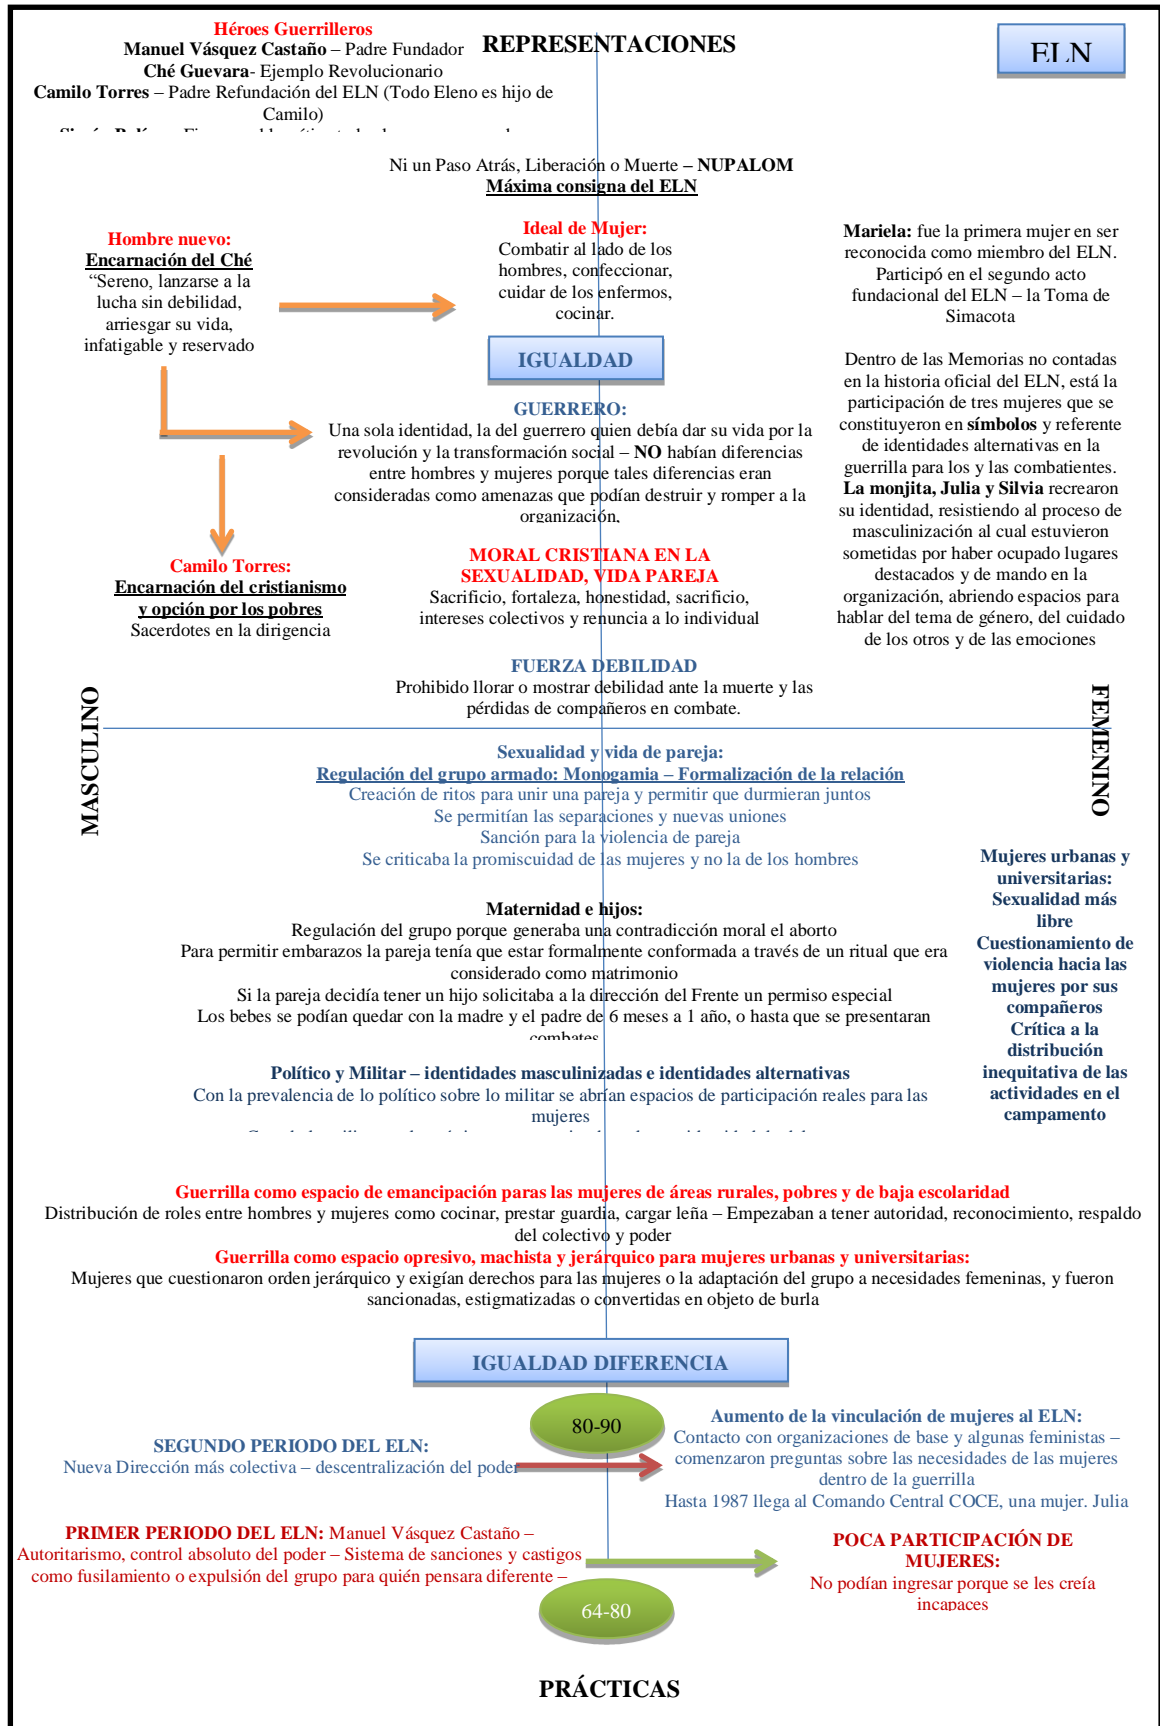 Héroes Guerrilleros
Manuel Vásquez Castaño – Padre Fundador
Ché Guevara- Ejemplo Revolucionario
Camilo Torres – Padre Refundación del ELN (Todo Eleno es hijo de
Camilo)
REPRESENTACIONES
ELN
Ni un Paso Atrás, Liberación o Muerte – NUPALOM
Máxima consigna del ELN
Hombre nuevo:
Encarnación del Ché
“Sereno, lanzarse a la
lucha sin debilidad,
arriesgar su vida,
infatigable y reservado
Ideal de Mujer:
Combatir al lado de los
hombres, confeccionar,
cuidar de los enfermos,
cocinar.
Mariela: fue la primera mujer en ser
reconocida como miembro del ELN.
Participó en el segundo acto
fundacional del ELN – la Toma de
Simacota
Dentro de las Memorias no contadas
en la historia oficial del ELN, está la
participación de tres mujeres que se
constituyeron en símbolos y referente
de identidades alternativas en la
guerrilla para los y las combatientes.
La monjita, Julia y Silvia recrearon
su identidad, resistiendo al proceso de
masculinización al cual estuvieron
sometidas por haber ocupado lugares
destacados y de mando en la
organización, abriendo espacios para
hablar del tema de género, del cuidado
de los otros y de las emociones
IGUALDAD
GUERRERO:
Una sola identidad, la del guerrero quien debía dar su vida por la
revolución y la transformación social – NO habían diferencias
entre hombres y mujeres porque tales diferencias eran
consideradas como amenazas que podían destruir y romper a la
organización.
Camilo Torres:
Encarnación del cristianismo
y opción por los pobres
Sacerdotes en la dirigencia
MORAL CRISTIANA EN LA
SEXUALIDAD, VIDA PAREJA
Sacrificio, fortaleza, honestidad, sacrificio,
intereses colectivos y renuncia a lo individual
FUERZA DEBILIDAD
Prohibido llorar o mostrar debilidad ante la muerte y las
pérdidas de compañeros en combate.
MASCULINO
FEMENINO
Sexualidad y vida de pareja:
Regulación del grupo armado: Monogamia – Formalización de la relación
Creación de ritos para unir una pareja y permitir que durmieran juntos
Se permitían las separaciones y nuevas uniones
Sanción para la violencia de pareja
Se criticaba la promiscuidad de las mujeres y no la de los hombres
Mujeres urbanas y
universitarias:
Sexualidad más
libre
Cuestionamiento de
violencia hacia las
mujeres por sus
compañeros
Crítica a la
distribución
inequitativa de las
actividades en el
campamento
Maternidad e hijos:
Regulación del grupo porque generaba una contradicción moral el aborto
Para permitir embarazos la pareja tenía que estar formalmente conformada a través de un ritual que era
considerado como matrimonio
Si la pareja decidía tener un hijo solicitaba a la dirección del Frente un permiso especial
Los bebes se podían quedar con la madre y el padre de 6 meses a 1 año, o hasta que se presentaran
combates
Político y Militar – identidades masculinizadas e identidades alternativas
Con la prevalencia de lo político sobre lo militar se abrían espacios de participación reales para las
mujeres
Guerrilla como espacio de emancipación paras las mujeres de áreas rurales, pobres y de baja escolaridad
Distribución de roles entre hombres y mujeres como cocinar, prestar guardia, cargar leña – Empezaban a tener autoridad, reconocimiento, respaldo
del colectivo y poder
Guerrilla como espacio opresivo, machista y jerárquico para mujeres urbanas y universitarias:
Mujeres que cuestionaron orden jerárquico y exigían derechos para las mujeres o la adaptación del grupo a necesidades femeninas, y fueron
sancionadas, estigmatizadas o convertidas en objeto de burla
IGUALDAD DIFERENCIA
80-90
SEGUNDO PERIODO DEL ELN:
Nueva Dirección más colectiva – descentralización del poder
Aumento de la vinculación de mujeres al ELN:
Contacto con organizaciones de base y algunas feministas –
comenzaron preguntas sobre las necesidades de las mujeres
dentro de la guerrilla
Hasta 1987 llega al Comando Central COCE, una mujer. Julia
PRIMER PERIODO DEL ELN: Manuel Vásquez Castaño –
Autoritarismo, control absoluto del poder – Sistema de sanciones y castigos
como fusilamiento o expulsión del grupo para quién pensara diferente –
POCA PARTICIPACIÓN DE
MUJERES:
No podían ingresar porque se les creía
incapaces
64-80
PRÁCTICAS